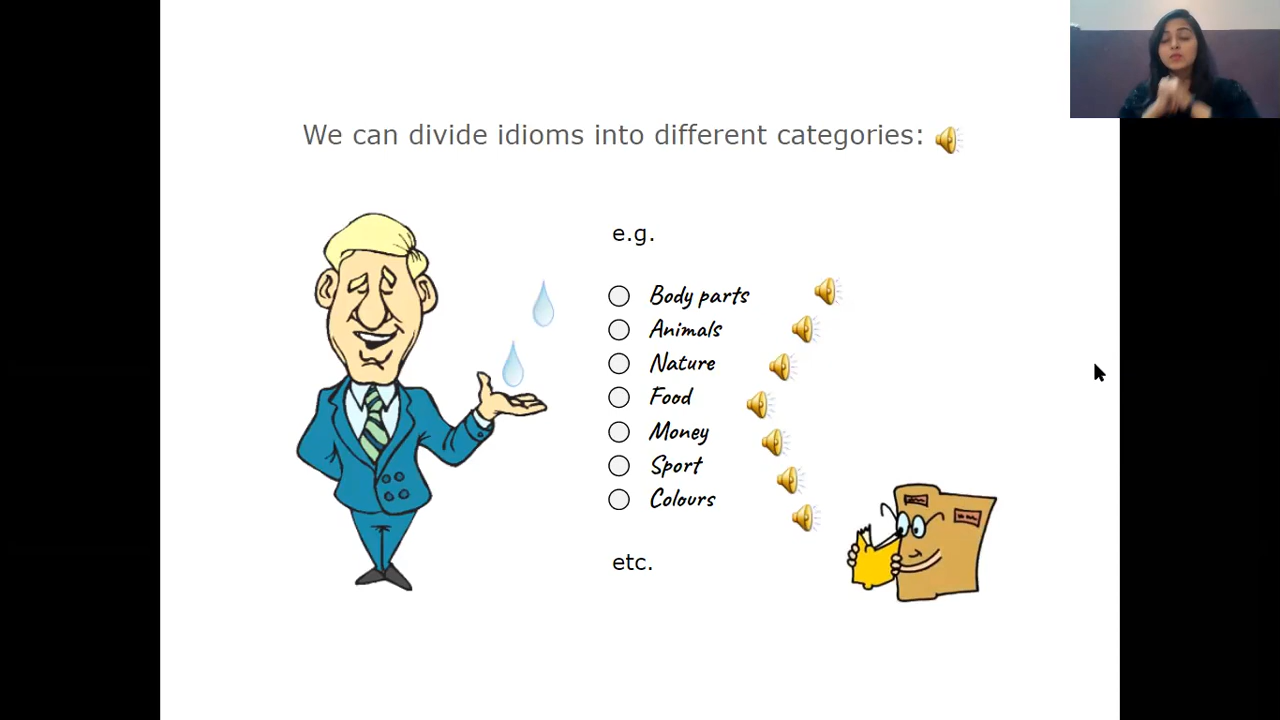 We can divide idioms into different categories:
e.g.
Body parts
Animals
Nature
Food
Money
Sport
Colours
etc.